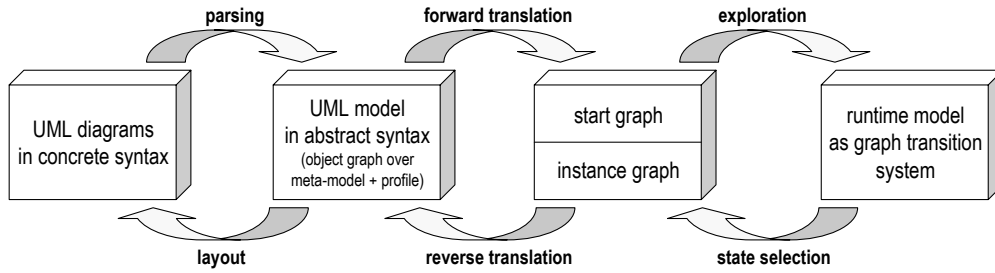 parsing
forward translation
exploration
UML diagrams
in concrete syntax
UML model
in abstract syntax
(object graph over
meta-model + profile)
start graph
instance graph
runtime model
as graph transition
system
layout
reverse translation
state selection